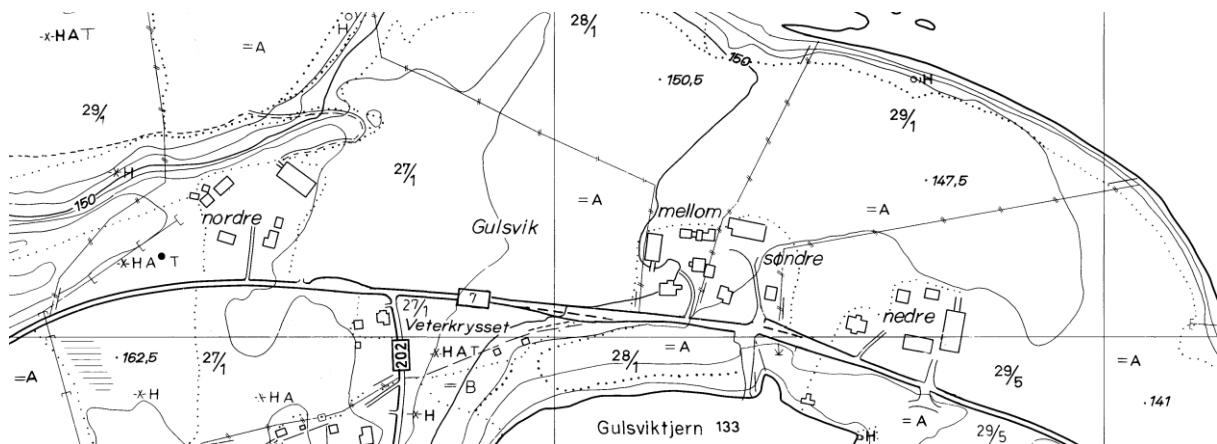 -x-HAT
=A
H
28/1
150
· 150,5
H
29/1
29/1
27/1
H
150
· 147,5
nordre
Gulsvik
=A
mellom
=A
-x-HAT
søndre
7
27/1
Veterkrysset
nedre
202
· 162,5
27/1
-x-HAT
28/1
=A
=A
29/5
=A
=B
-x-H
-x-HA
-x-H
· 141
Gulsviktjern 133
=A
29/5
H